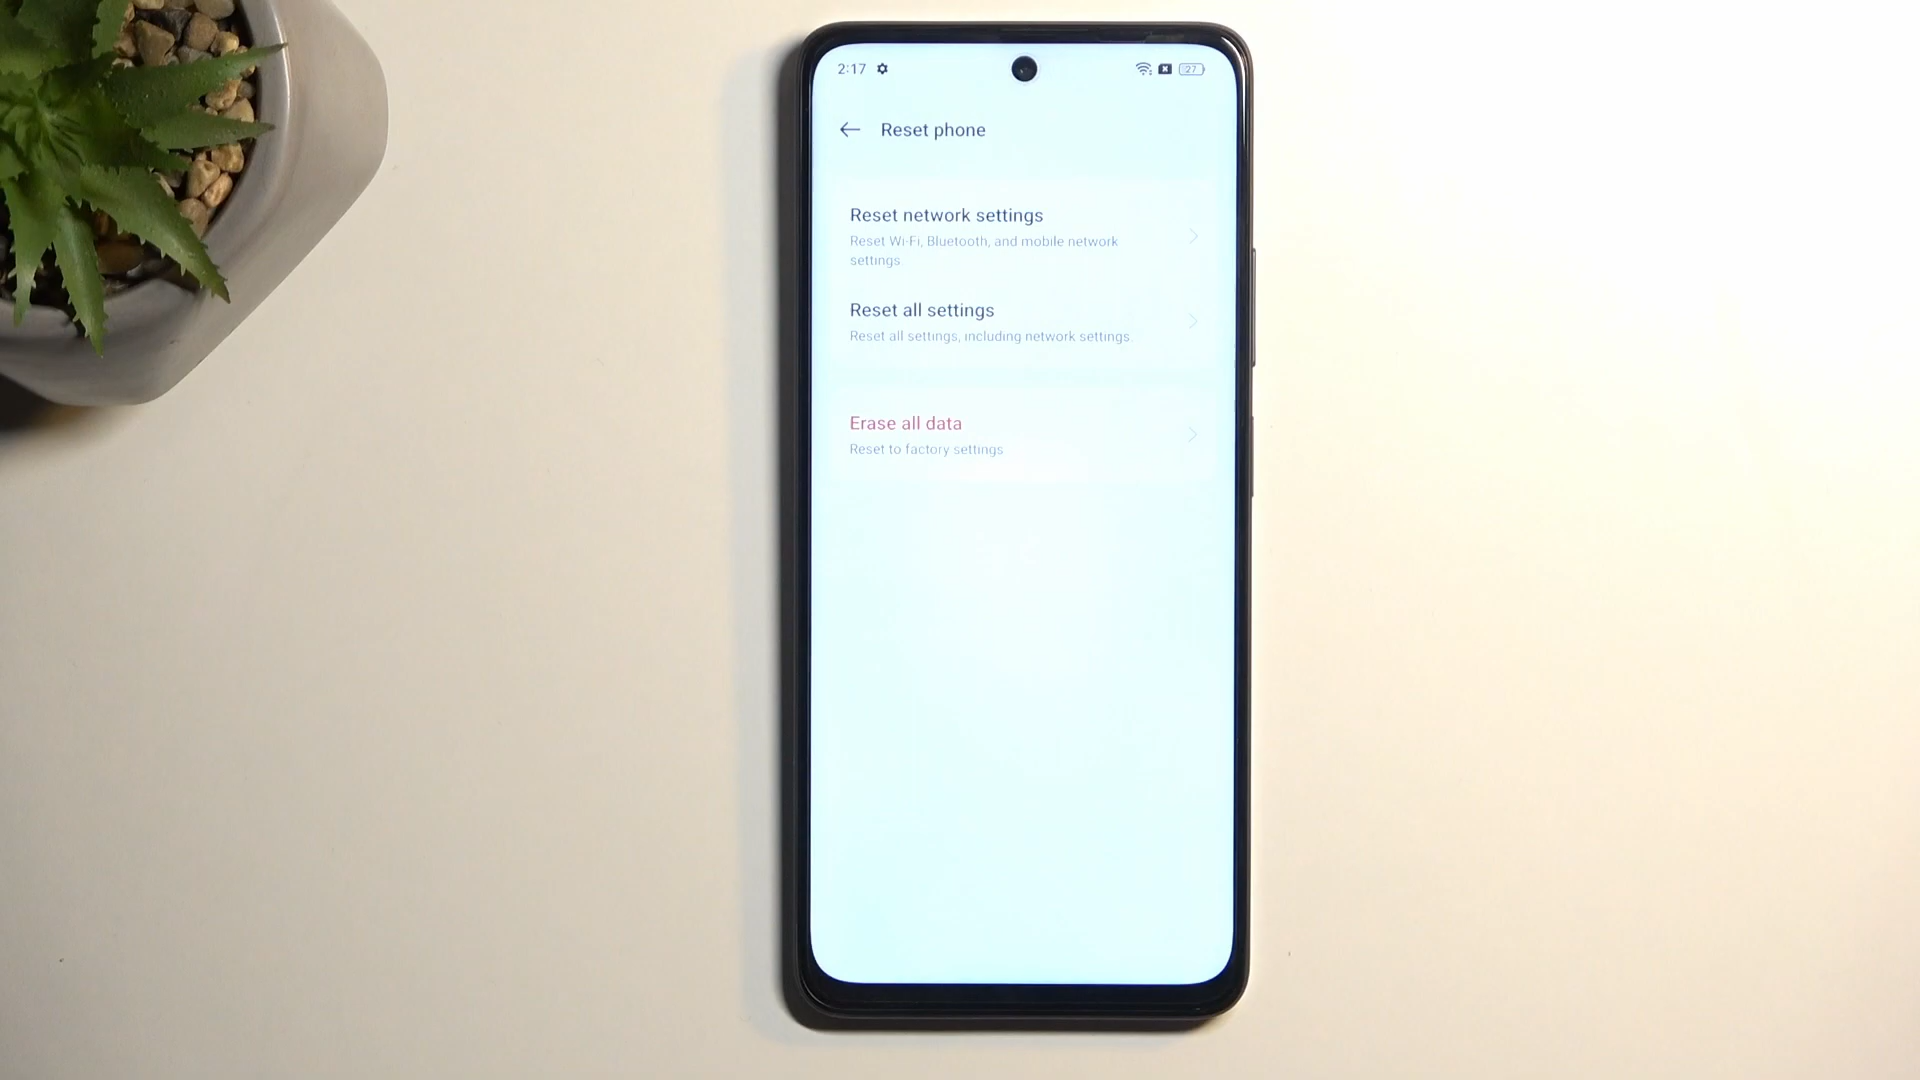 2:17 27
Reset phone
Reset network settings
Reset Wi-Fi, Bluetooth, and mobile network
settings
Reset all settings
Reset all settings, including network settings
Erase all data
Reset to factory settings